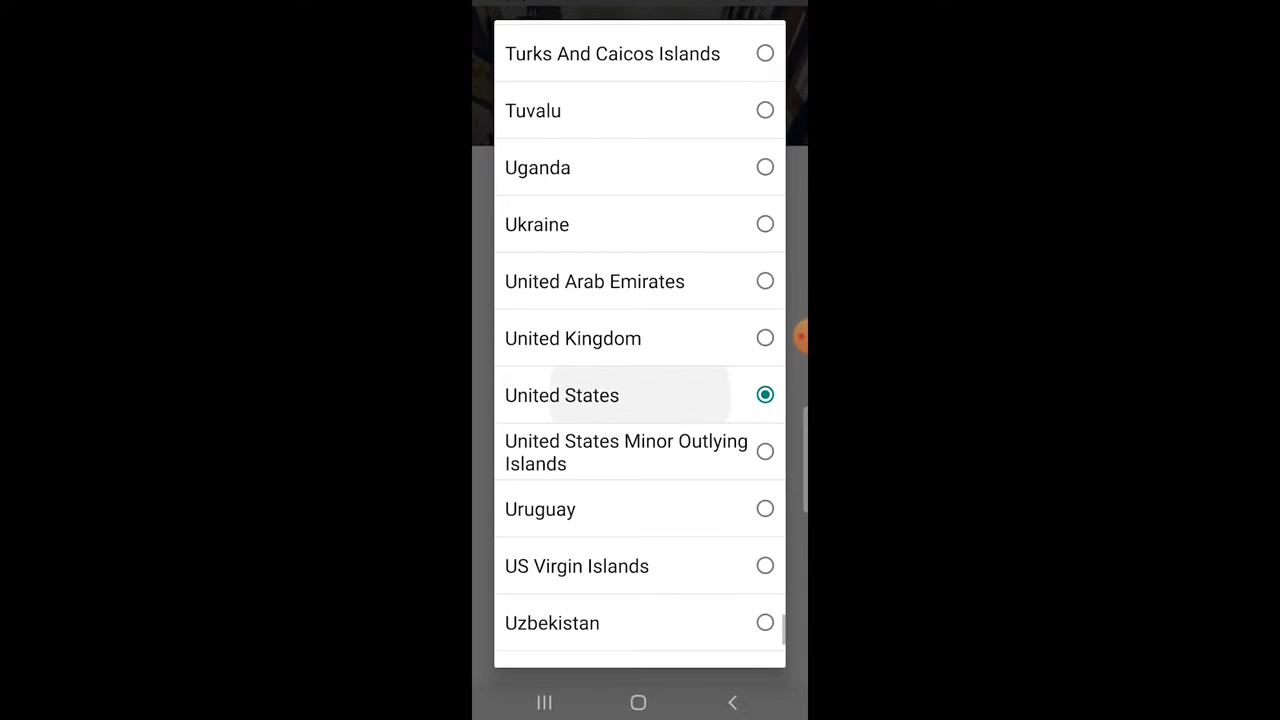 Turks And Caicos Islands
Tuvalu
Uganda
Ukraine
United Arab Emirates
United Kingdom
United States
United States Minor Outlying
Islands
Uruguay
US Virgin Islands
Uzbekistan